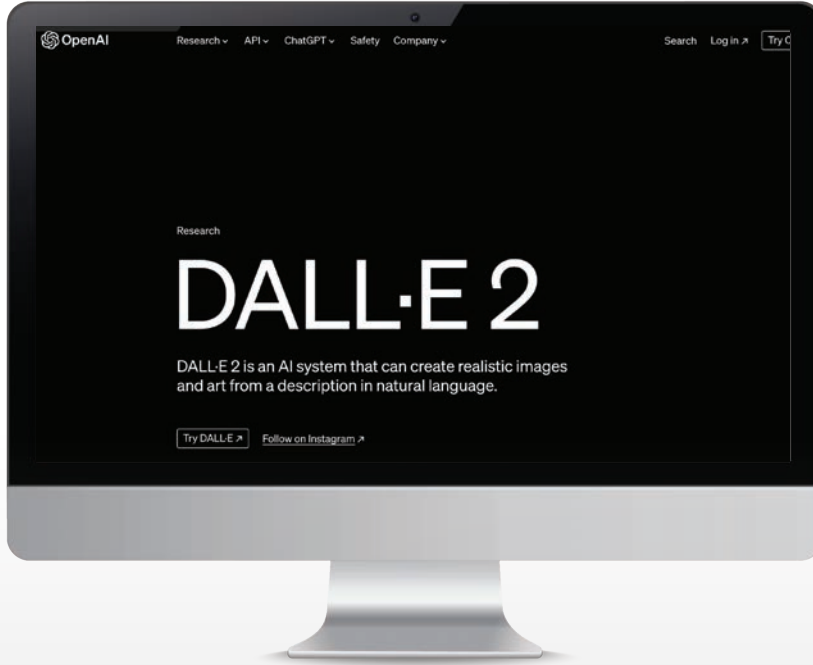 OpenAI Research API ChatGPT Safety Company Search Log in ↗ Try
Research
DALL·E 2
DALL·E 2 is an AI system that can create realistic images
and art from a description in natural language.
Try DALL·E ↗ Follow on Instagram ↗